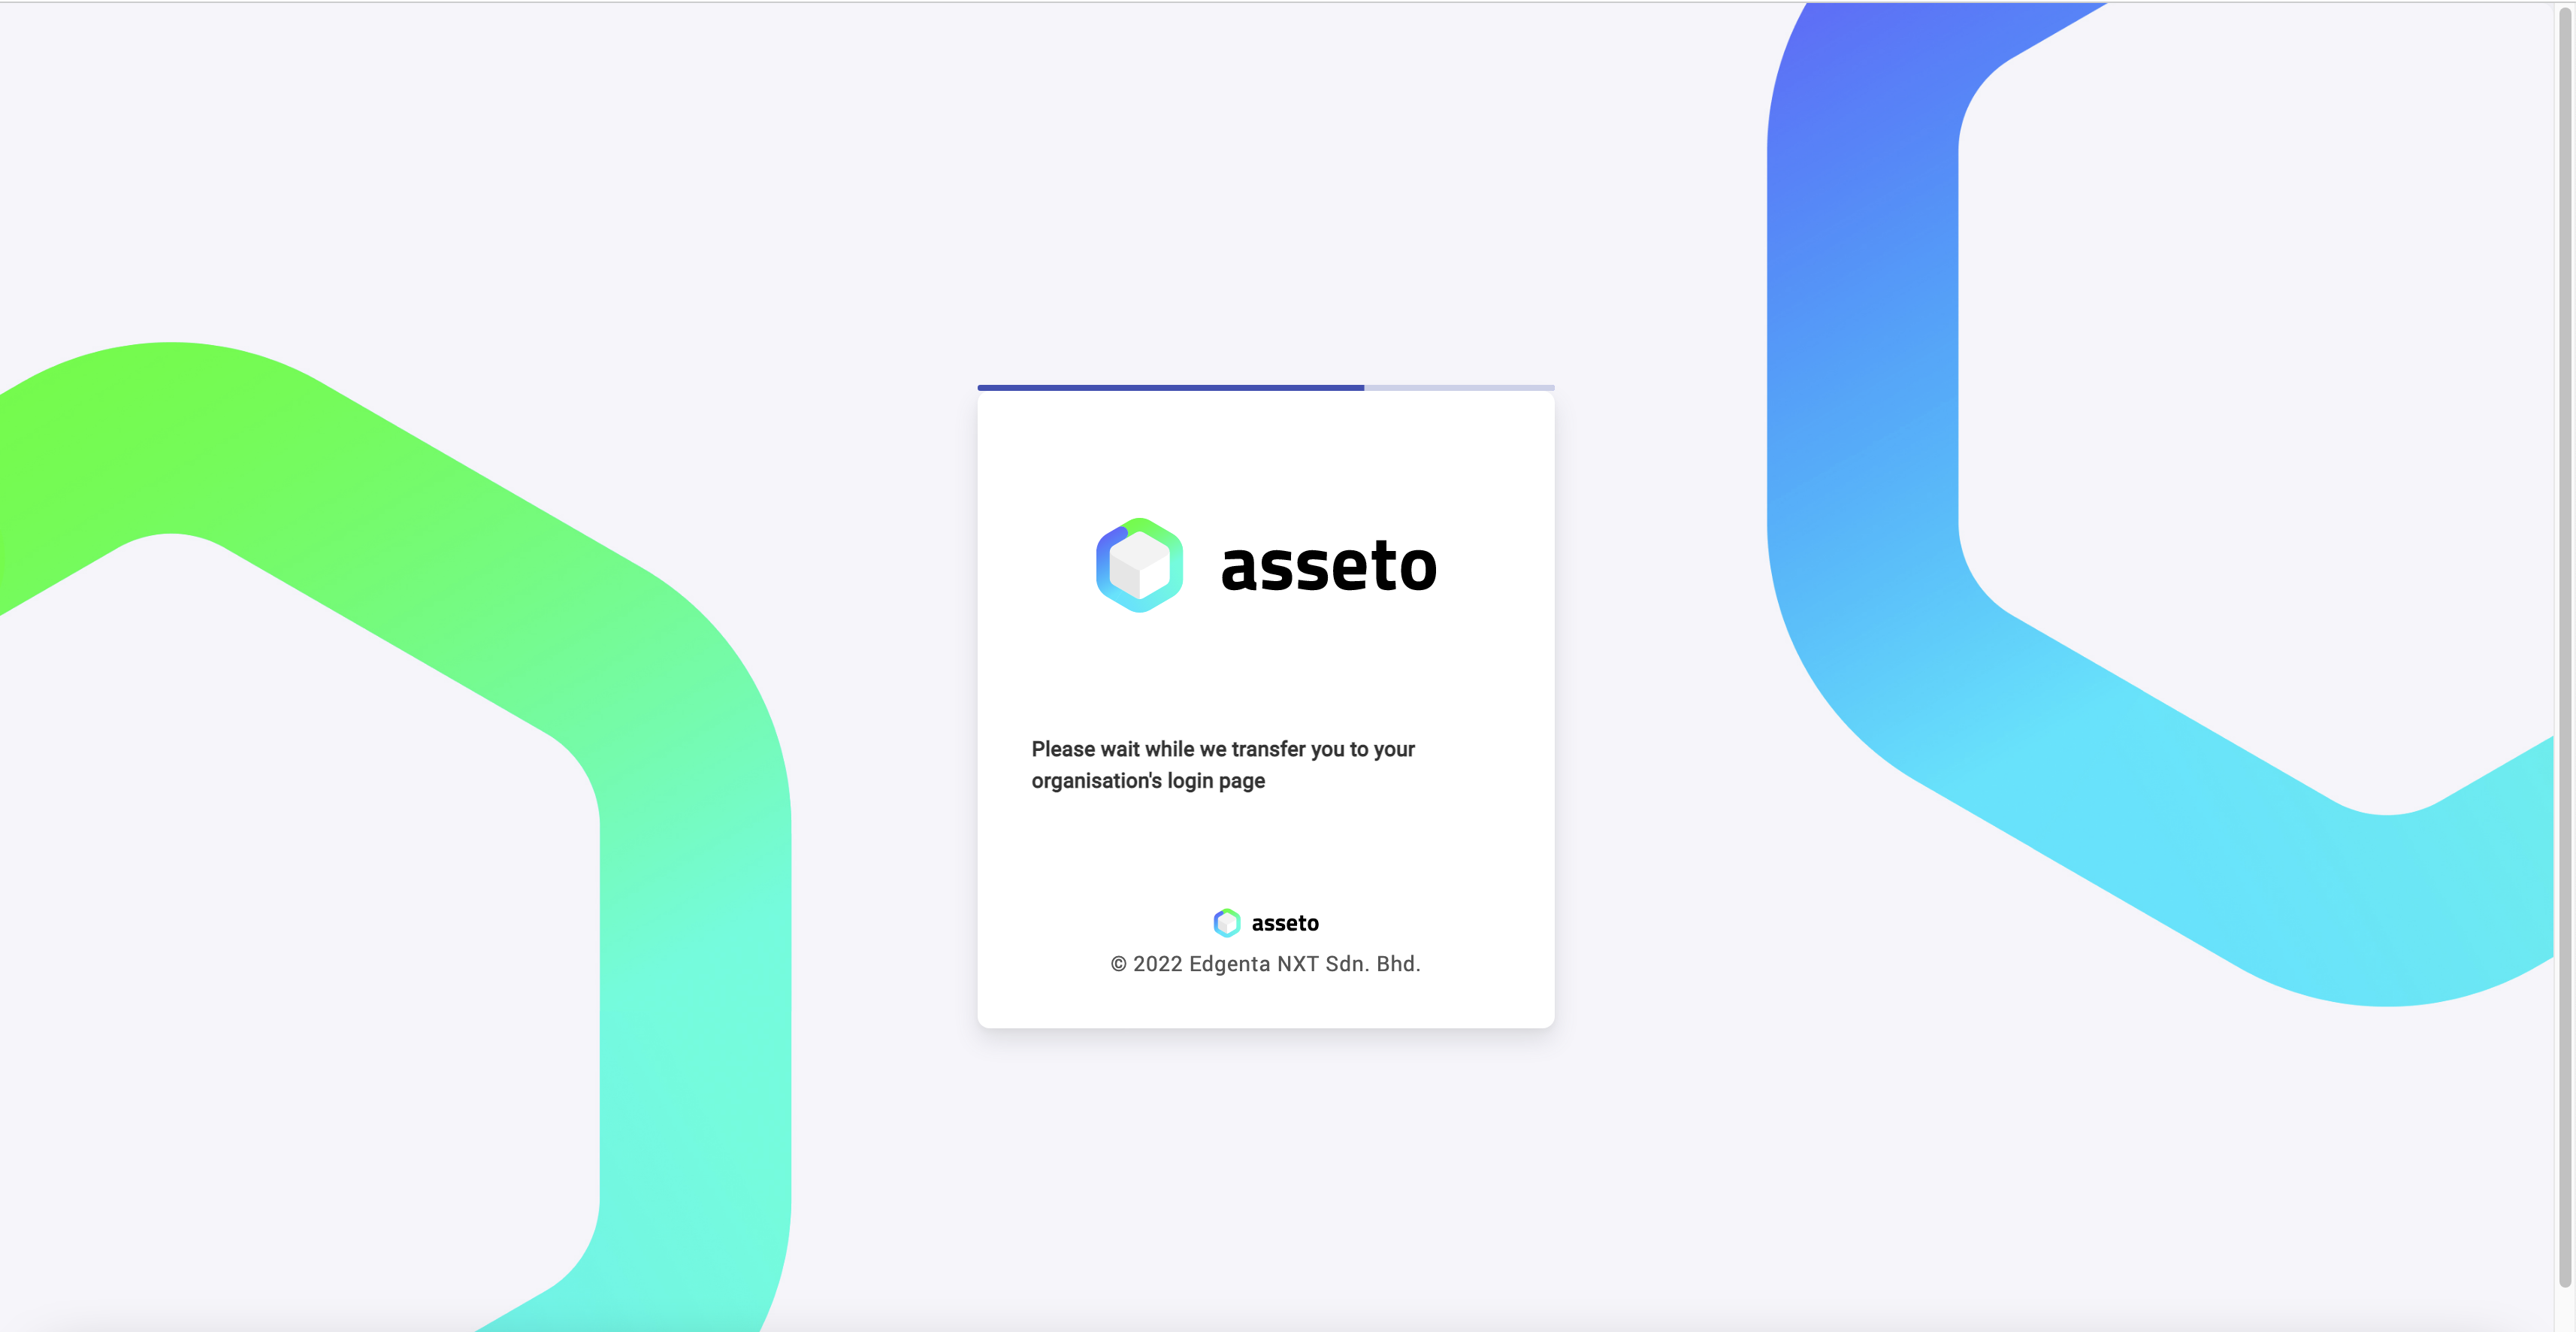 asseto
Please wait while we transfer you to your
organisation's login page
asseto
© 2022 Edgenta NXT Sdn. Bhd.